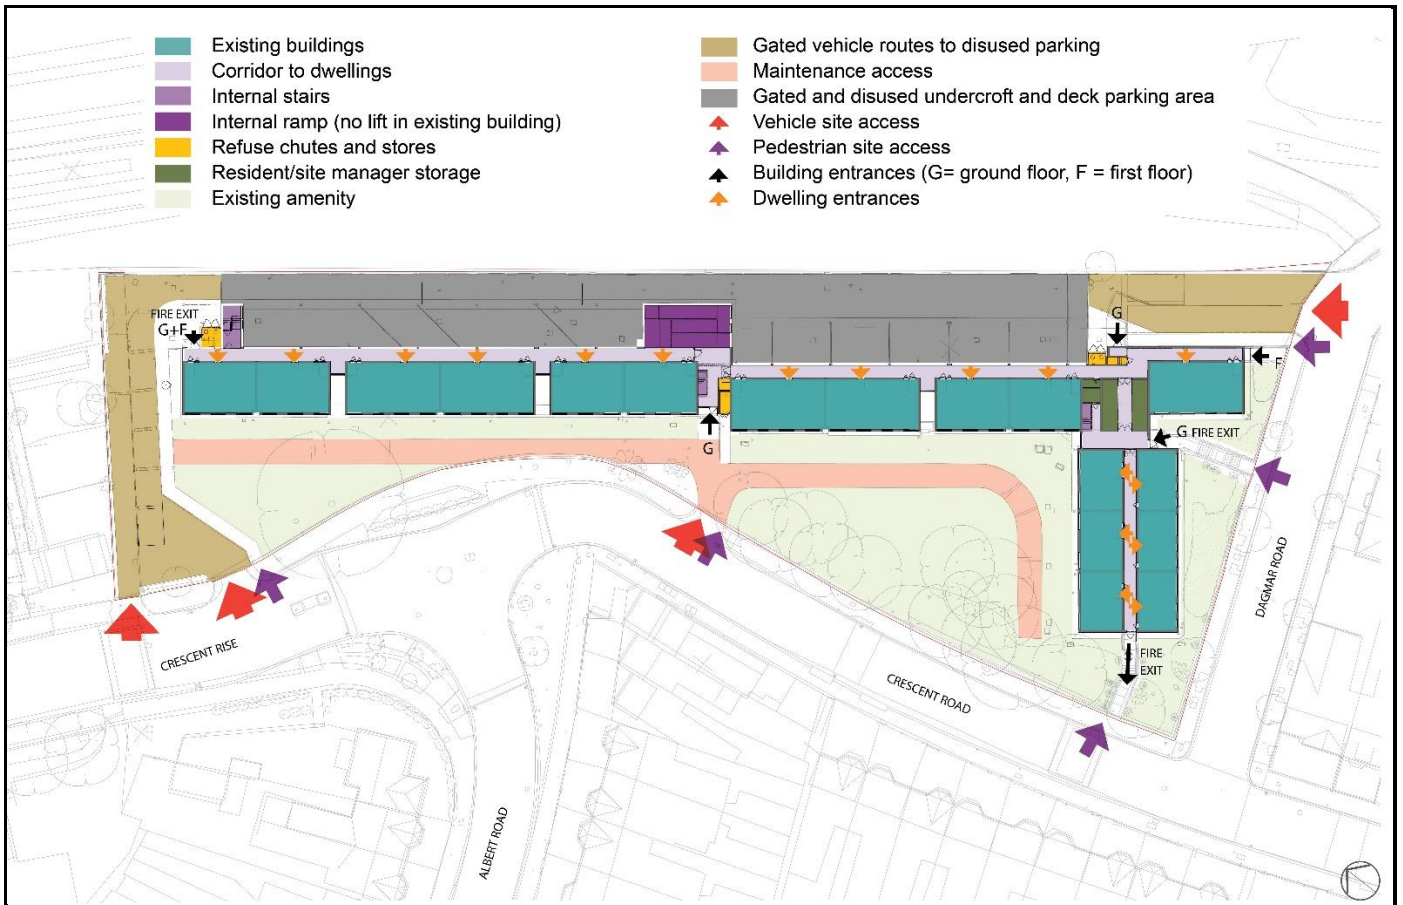 Existing buildings
Corridor to dwellings
Internal stairs
Internal ramp (no lift in existing building)
Refuse chutes and stores
Resident/site manager storage
Existing amenity
Gated vehicle routes to disused parking
Maintenance access
Gated and disused undercroft and deck parking area
Vehicle site access
Pedestrian site access
Building entrances (G= ground floor, F = first floor)
Dwelling entrances
FIRE EXIT
G+F
G
F
G FIRE EXIT
G
FIRE
EXIT
DAGMAR ROAD
CRESCENT RISE
CRESCENT ROAD
ALBERT ROAD